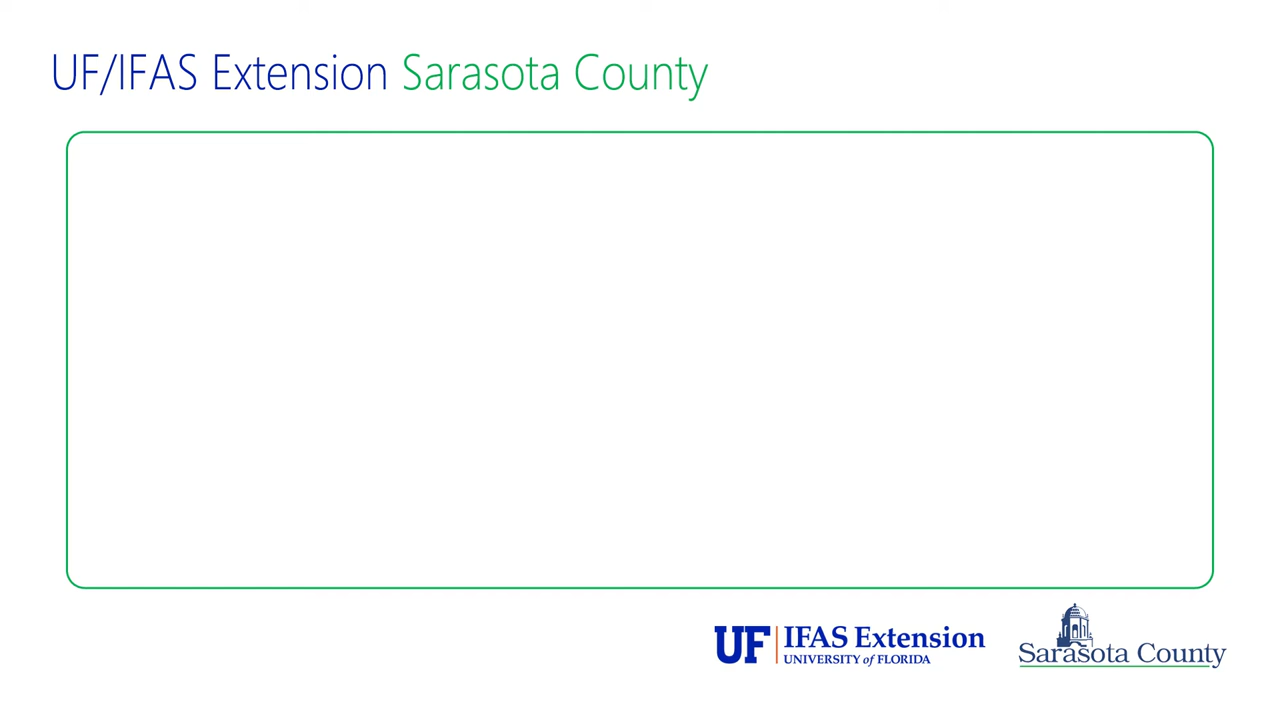 UF/IFAS Extension Sarasota County
UF | IFAS Extension
UNIVERSITY of FLORIDA
Sarasota County